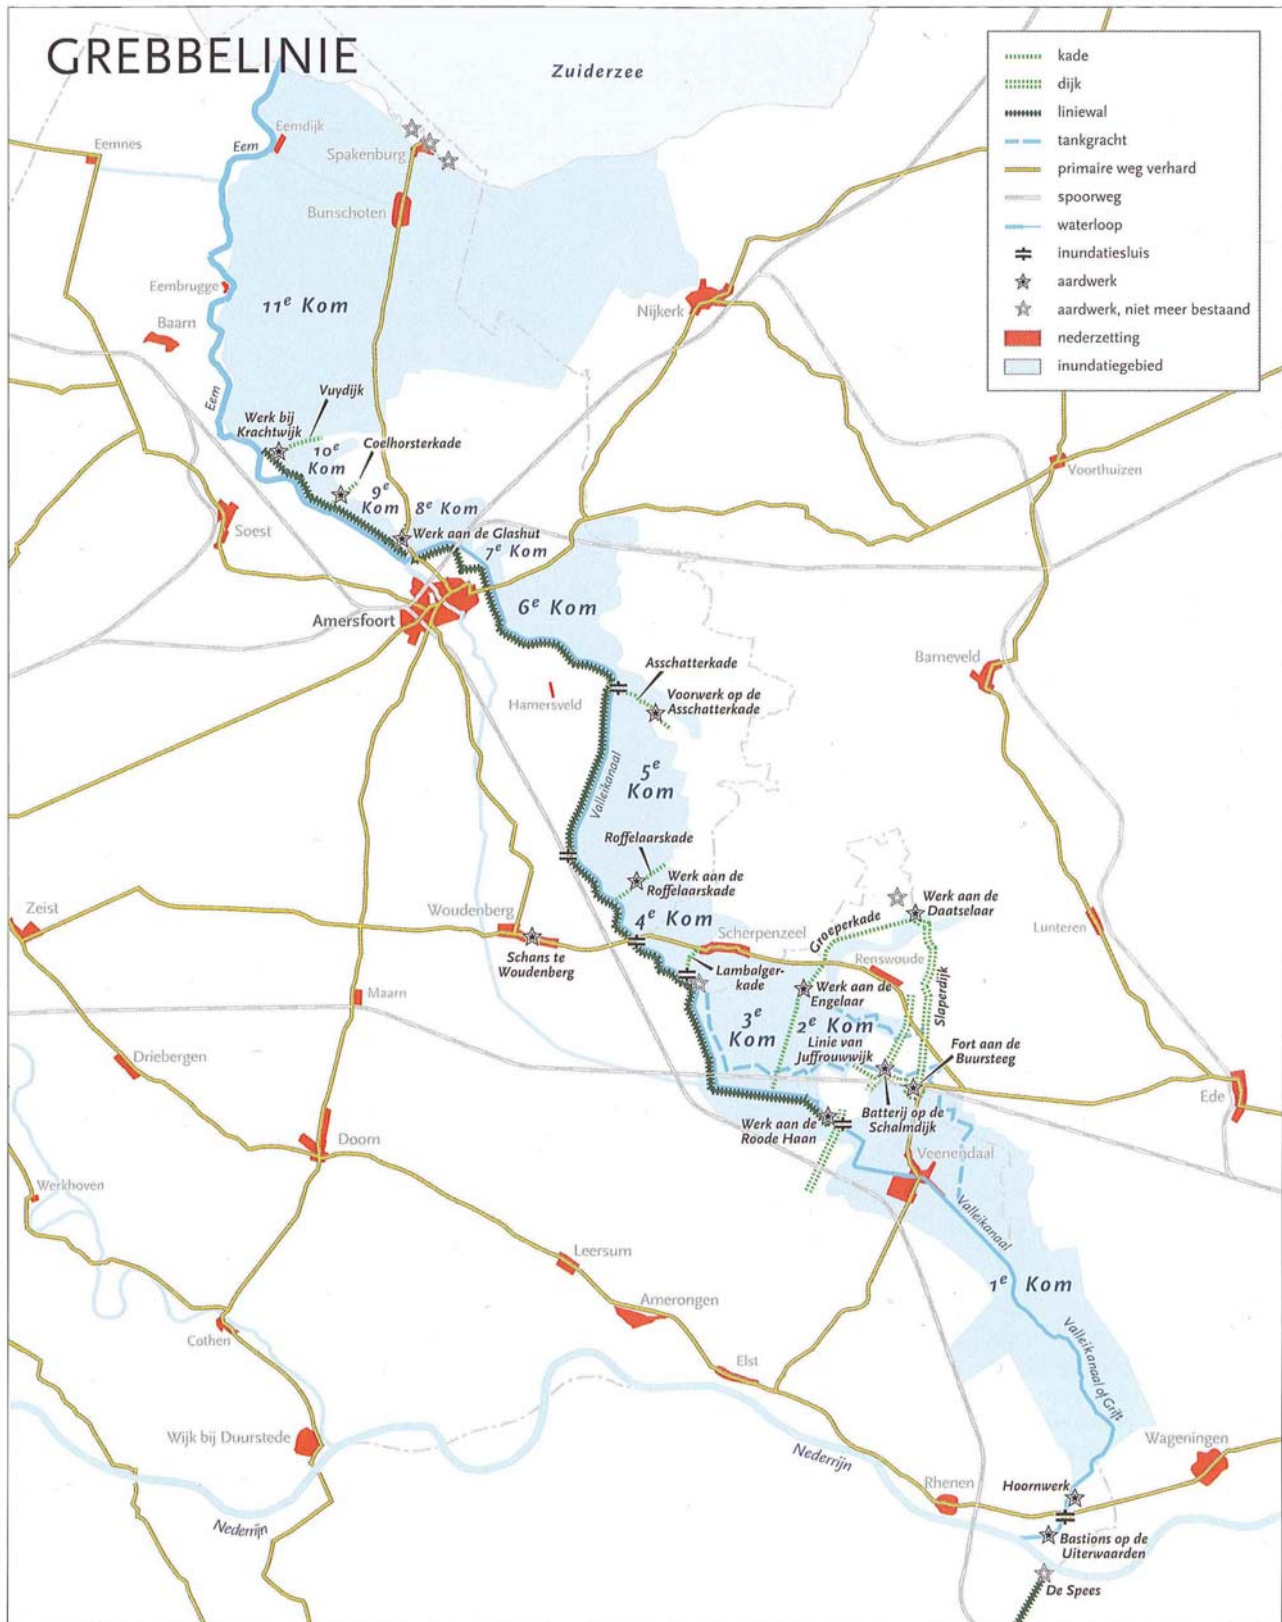 GREBBELINIE
Zuiderzee
kade
dijk
liniewal
tankgracht
primaire weg verhard
spoorweg
waterloop
inundatiesluis
aardwerk
aardwerk, niet meer bestaand
nederzetting
inundatiegebied
Eemnes
Eem
Eemdijk
Spakenburg
Bunschoten
Eembrugge
11e Kom
Baarn
Nijkerk
Eem
Vuydijk
Werk bij
Krachtwijk
10e
Kom
Coelhorsterkade
Voorthuizen
9e
Kom
8e Kom
Soest
Werk aan de Glashut
7e Kom
6e Kom
Amersfoort
Asschatterkade
Barneveld
Hamersveld
Voorwerk op de
Asschatterkade
Valleikanaal
5e
Kom
Roffelaarskade
Werk aan de
Roffelaarskade
Werk aan de
Daatselaar
Zeist
Woudenberg
4e Kom
Groeperkade
Lunteren
Scherpenzeel
Schans te
Woudenberg
Renswoude
Lambalger-
kade
Slaperdijk
Maarn
Werk aan de
Engelaar
3e
Kom
2e Kom
Linie van
Juffrouwwijk
Driebergen
Fort aan de
Buursteeg
Ede
Werk aan de
Roode Haan
Batterij op de
Schalmdijk
Doorn
Veenendaal
Werkhoven
Valleikanaal
Leersum
1e Kom
Amerongen
Cothen
Valleikanaal of Grift
Elst
Wijk bij Duurstede
Wageningen
Nederrijn
Rhenen
Hoornwerk
Nederrijn
Bastions op de
Uiterwaarden
De Spees